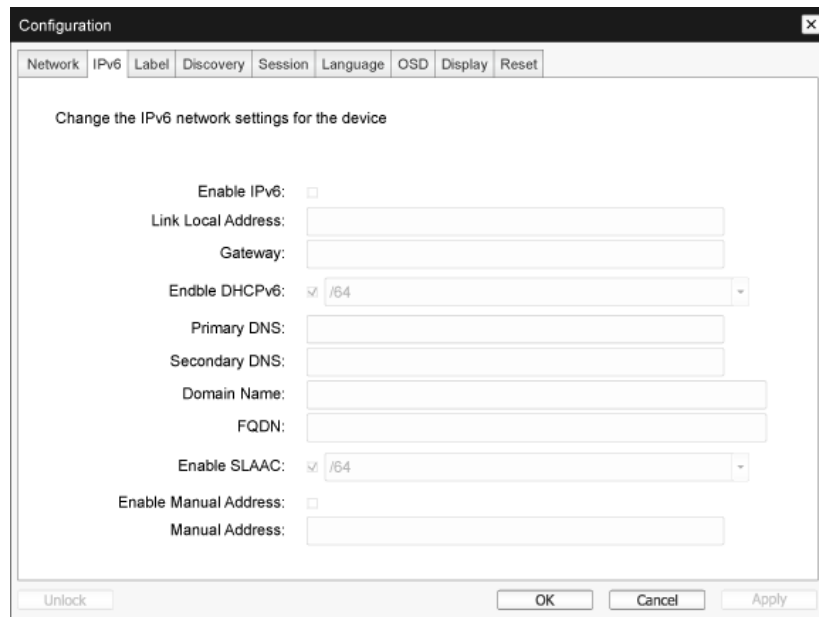 Configuration
Network IPv6 Label Discovery Session Language OSD Display Reset
Change the IPv6 network settings for the device
Enable IPv6:
Link Local Address:
Gateway:
Endble DHCPv6: /64
Primary DNS:
Secondary DNS:
Domain Name:
FQDN:
Enable SLAAC: /64
Enable Manual Address:
Manual Address:
Unlock OK Cancel Apply